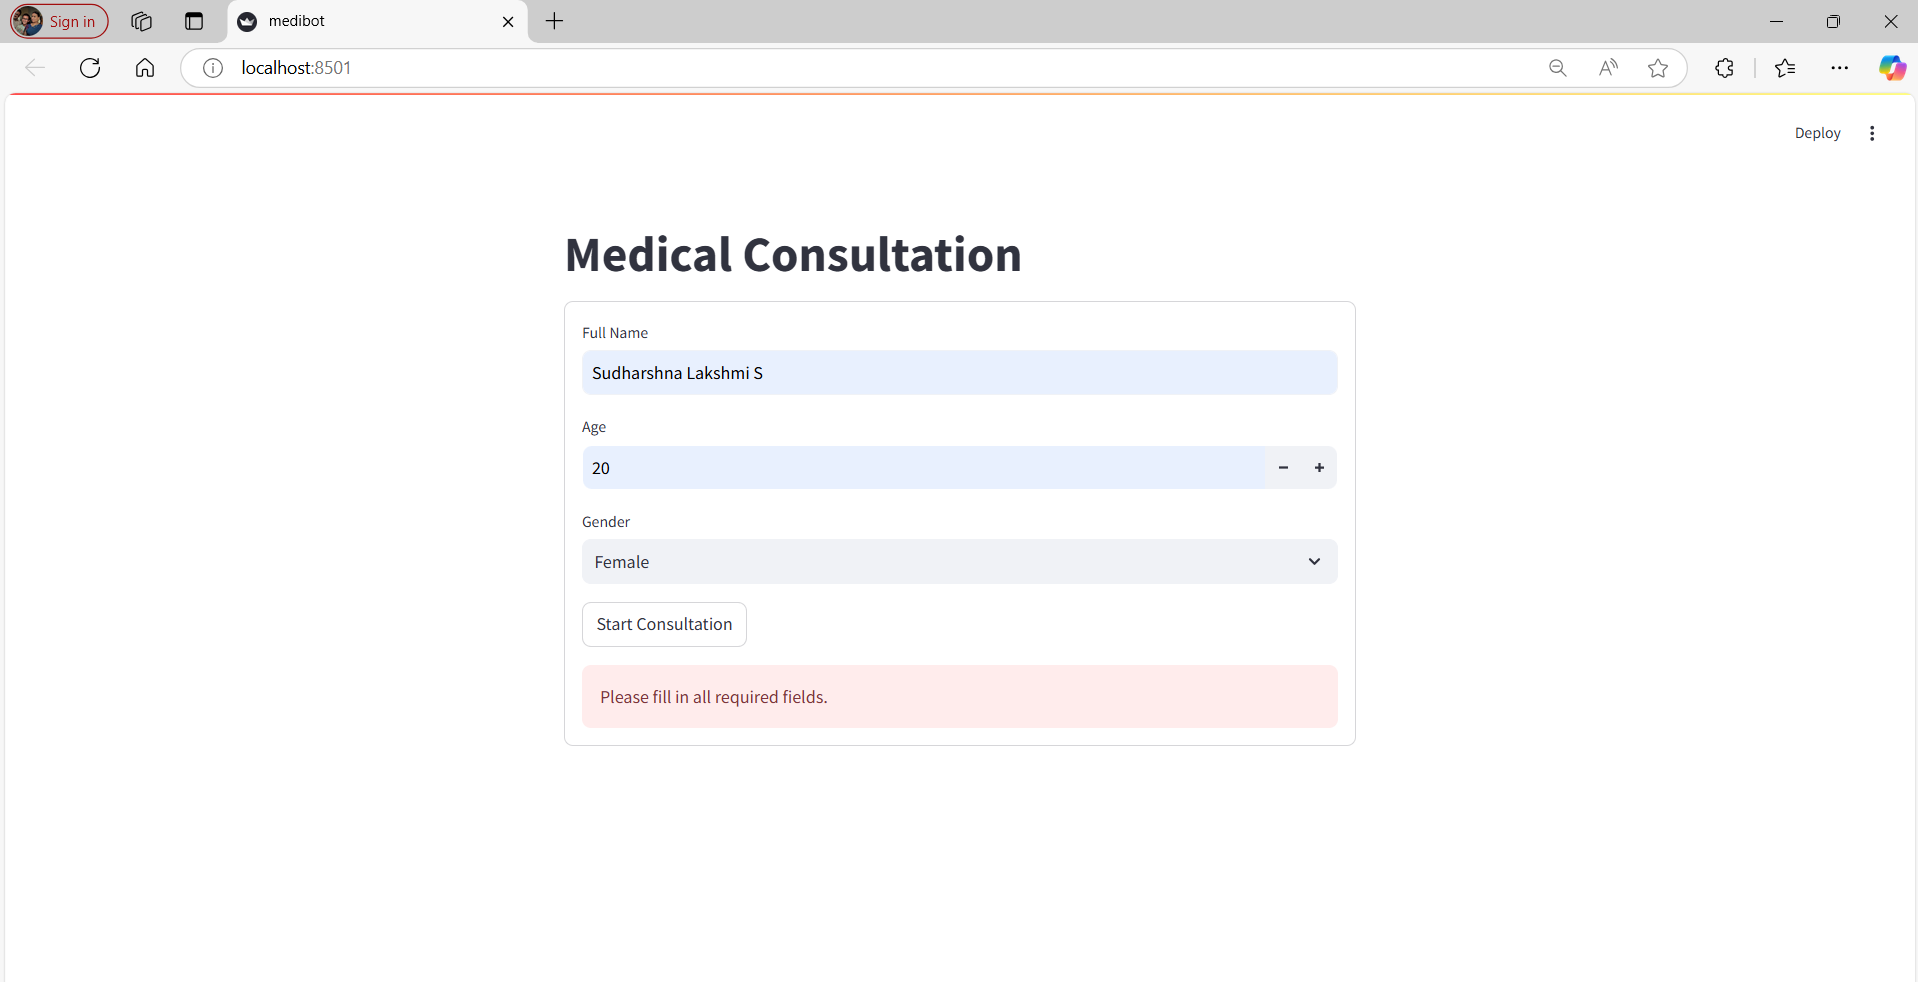 Sign in
medibot
localhost:8501
Deploy
Medical Consultation
Full Name
Sudharshna Lakshmi S
Age
20
Gender
Female
Start Consultation
Please fill in all required fields.